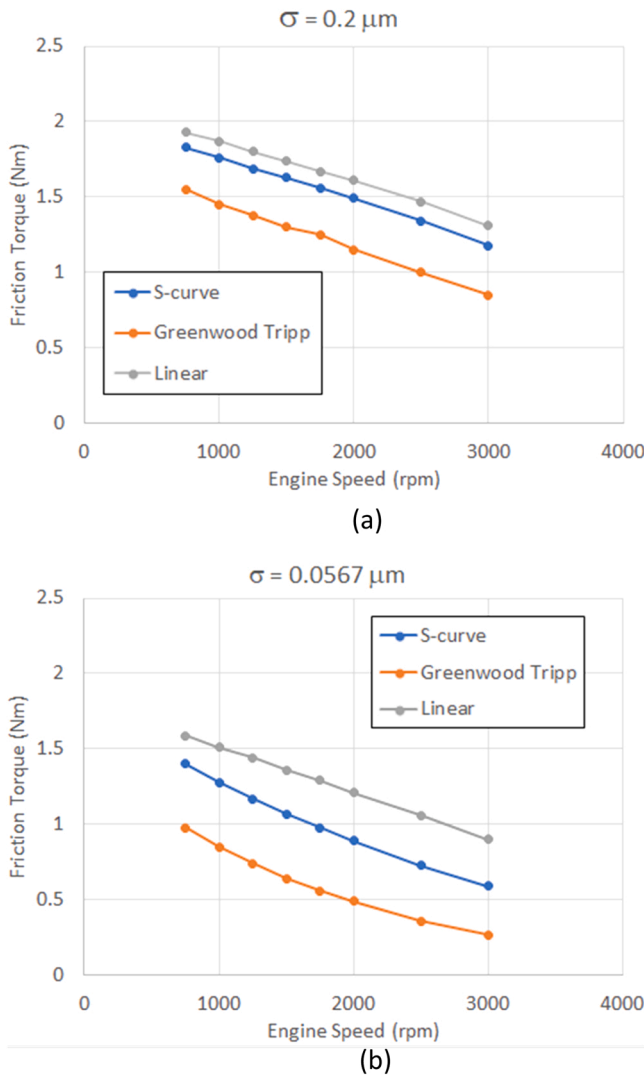 σ = 0.2 μm
2.5
2
1.5
1
0.5
0
Friction Torque (Nm)
S-curve
Greenwood Tripp
Linear
0 1000 2000 3000 4000
Engine Speed (rpm)
(a)
σ = 0.0567 μm
2.5
2
1.5
1
0.5
0
Friction Torque (Nm)
S-curve
Greenwood Tripp
Linear
0 1000 2000 3000 4000
Engine Speed (rpm)
(b)